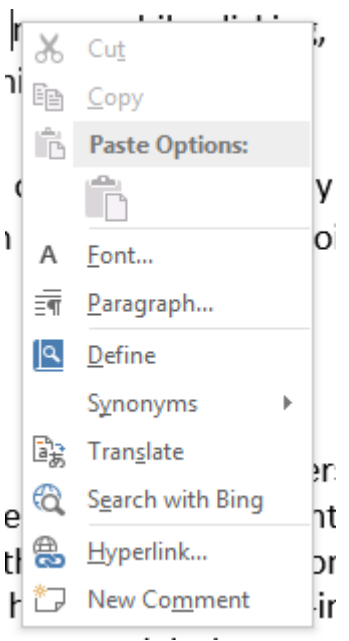 Cut
Copy
Paste Options:
Font...
Paragraph...
Define
Synonyms
Translate
Search with Bing
Hyperlink...
New Comment